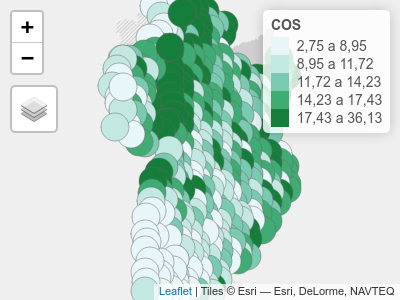 +
−
COS
2,75 a 8,95
8,95 a 11,72
11,72 a 14,23
14,23 a 17,43
17,43 a 36,13
Leaflet | Tiles © Esri — Esri, DeLorme, NAVTEQ